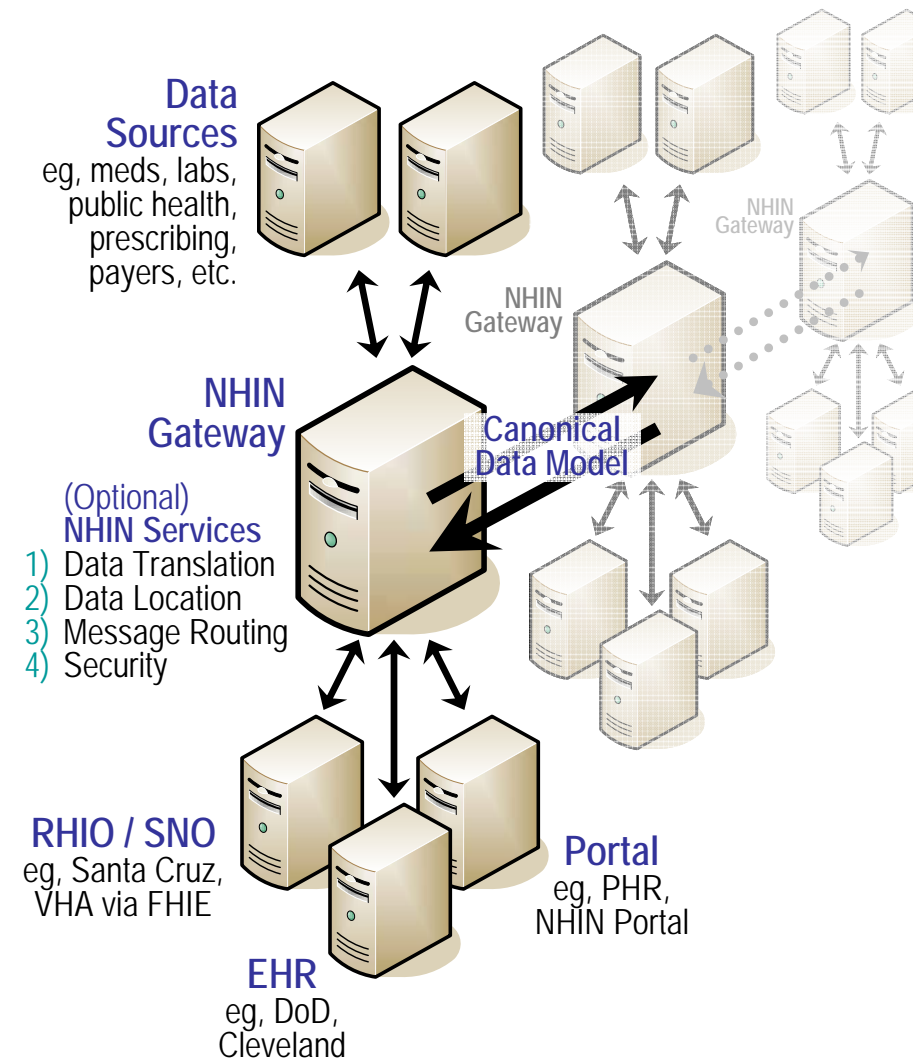 Data
Sources
eg, meds, labs,
public health,
prescribing,
payers, etc.
NHIN
Gateway
NHIN
Gateway
NHIN
Gateway
Canonical
Data Model
(Optional)
NHIN Services
1) Data Translation
2) Data Location
3) Message Routing
4) Security
RHIO / SNO
eg, Santa Cruz,
VHA via FHIE
Portal
eg, PHR,
NHIN Portal
EHR
eg, DoD,
Cleveland